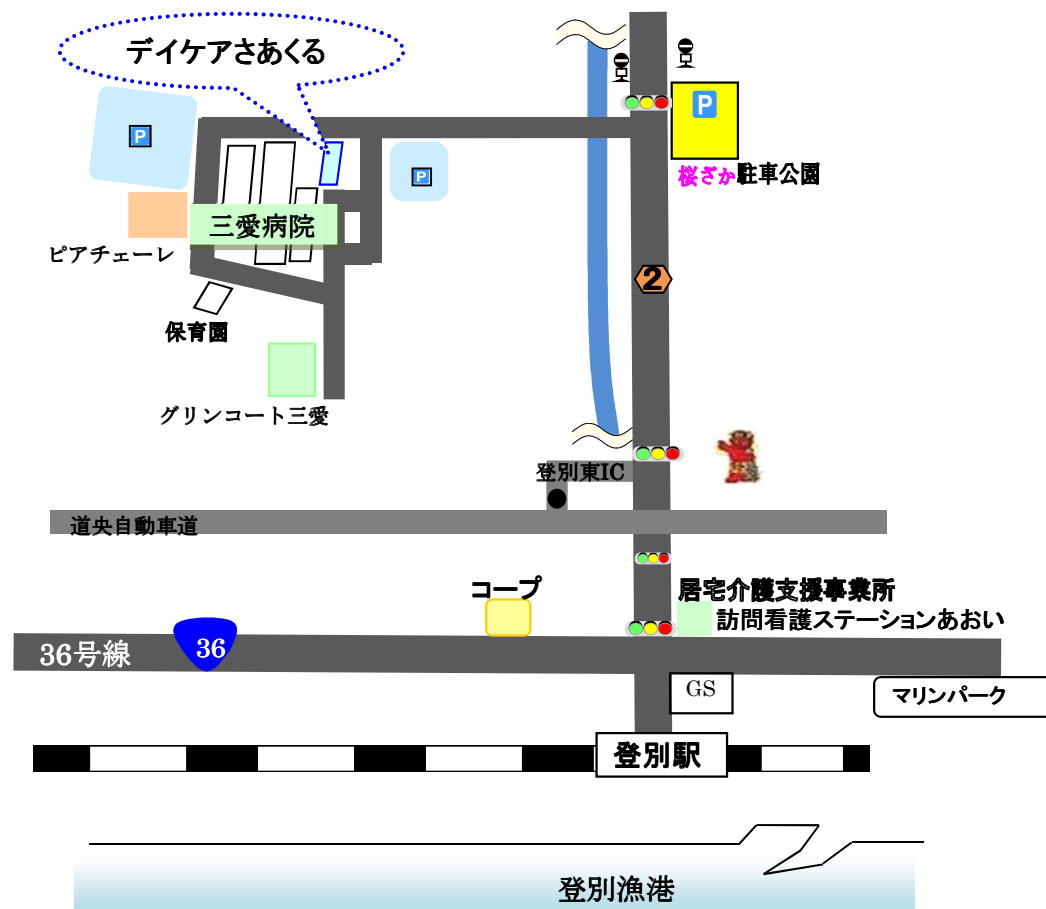 デイケアさあくる
P
P
桜ざか駐車公園
P
三愛病院
ピアチェーレ
2
保育園
グリンコート三愛
登別東IC
道央自動車道
コープ
居宅介護支援事業所
訪問看護ステーションあおい
36号線
36
GS
マリンパーク
登別駅
登別漁港